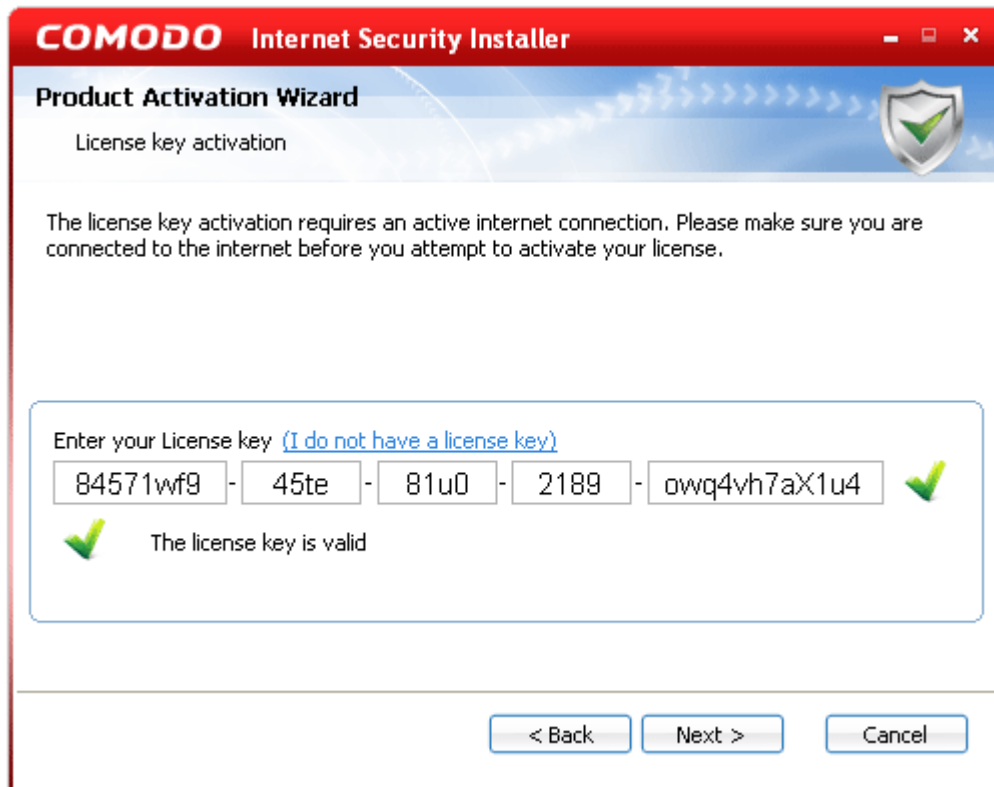 COMODO Internet Security Installer
Product Activation Wizard
License key activation
The license key activation requires an active internet connection. Please make sure you are
connected to the internet before you attempt to activate your license.
Enter your License key (I do not have a license key)
84571wf9 - 45te - 81u0 - 2189 - owq4vh7aX1u4
The license key is valid
< Back Next > Cancel